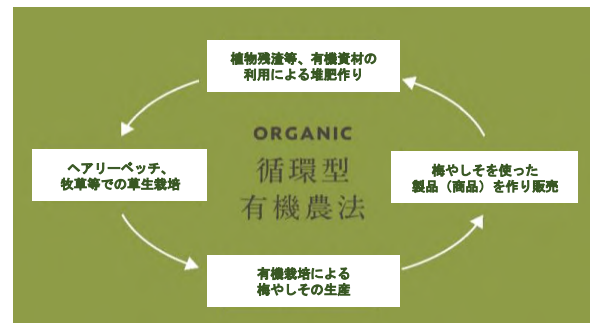 植物残渣等、有機資材の
利用による堆肥作り
ORGANIC
循環型
有機農法
ヘアリーベッチ、
牧草等での草生栽培
梅やしそを使った
製品（商品）を作り販売
有機栽培による
梅やしその生産